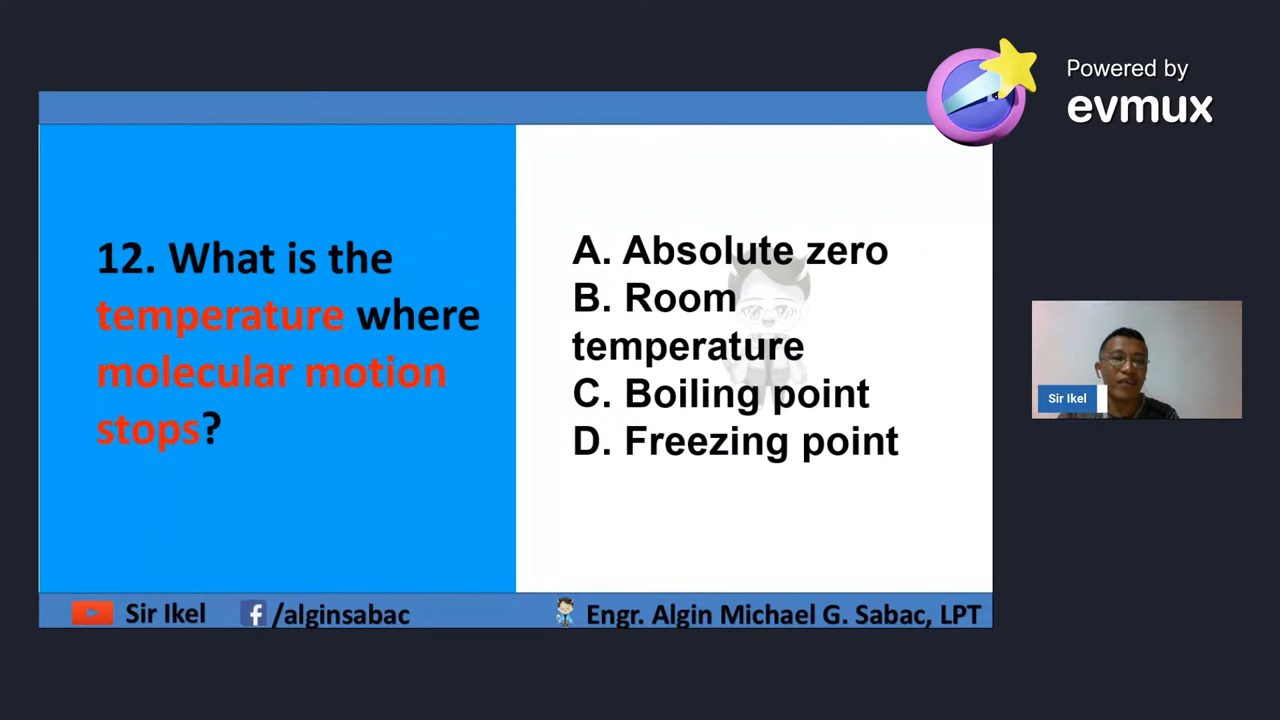 Powered by
evmux
12. What is the
temperature where
molecular motion
stops?
A. Absolute zero
B. Room
temperature
C. Boiling point
D. Freezing point
Sir Ikel
Sir Ikel
/alginsabac
Engr. Algin Michael G. Sabac, LPT